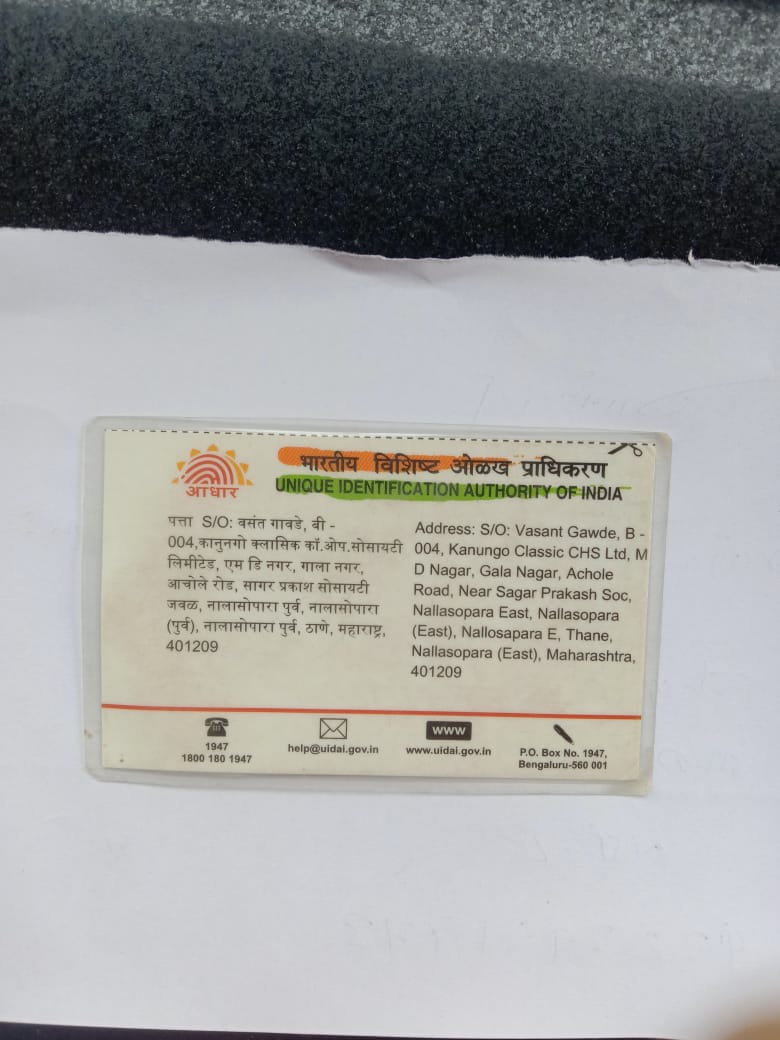 भारतीय विशिष्ट ओळख प्राधिकरण
UNIQUE IDENTIFICATION AUTHORITY OF INDIA
आधार
पत्ता S/O: वसंत गावडे, बी -
004,कानुनगो क्लासिक कॉ.ओप.सोसायटी
लिमीटेड, एम डि नगर, गाला नगर,
आचोले रोड, सागर प्रकाश सोसायटी
जवळ, नालासोपारा पुर्व, नालासोपारा
(पुर्व), नालासोपारा पुर्व, ठाणे, महाराष्ट्र,
401209
Address: S/O: Vasant Gawde, B -
004, Kanungo Classic CHS Ltd, M
D Nagar, Gala Nagar, Achole
Road, Near Sagar Prakash Soc,
Nallasopara East, Nallasopara
(East), Nallosapara E, Thane,
Nallasopara (East), Maharashtra,
401209
1947
1800 180 1947
help@uidai.gov.in
WWW
www.uidai.gov.in
P.O. Box No. 1947,
Bengaluru-560 001